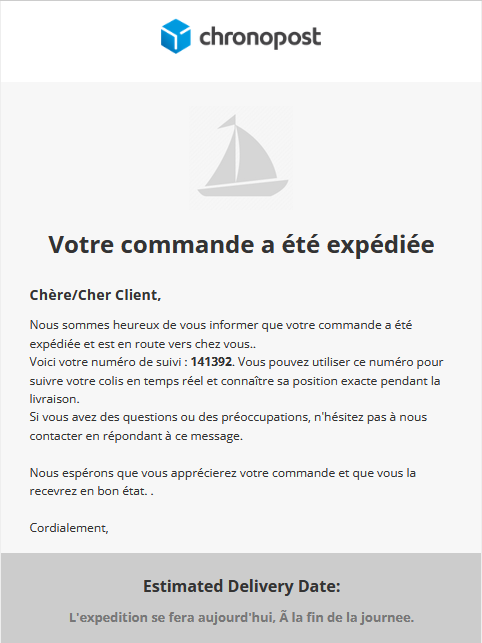 chronopost
Votre commande a été expédiée
Chère/Cher Client,
Nous sommes heureux de vous informer que votre commande a été
expédiée et est en route vers chez vous..
Voici votre numéro de suivi : 141392. Vous pouvez utiliser ce numéro pour
suivre votre colis en temps réel et connaître sa position exacte pendant la
livraison.
Si vous avez des questions ou des préoccupations, n'hésitez pas à nous
contacter en répondant à ce message.
Nous espérons que vous apprécierez votre commande et que vous la
recevrez en bon état. .
Cordialement,
Estimated Delivery Date:
L'expedition se fera aujourd'hui, Ã la fin de la journee.